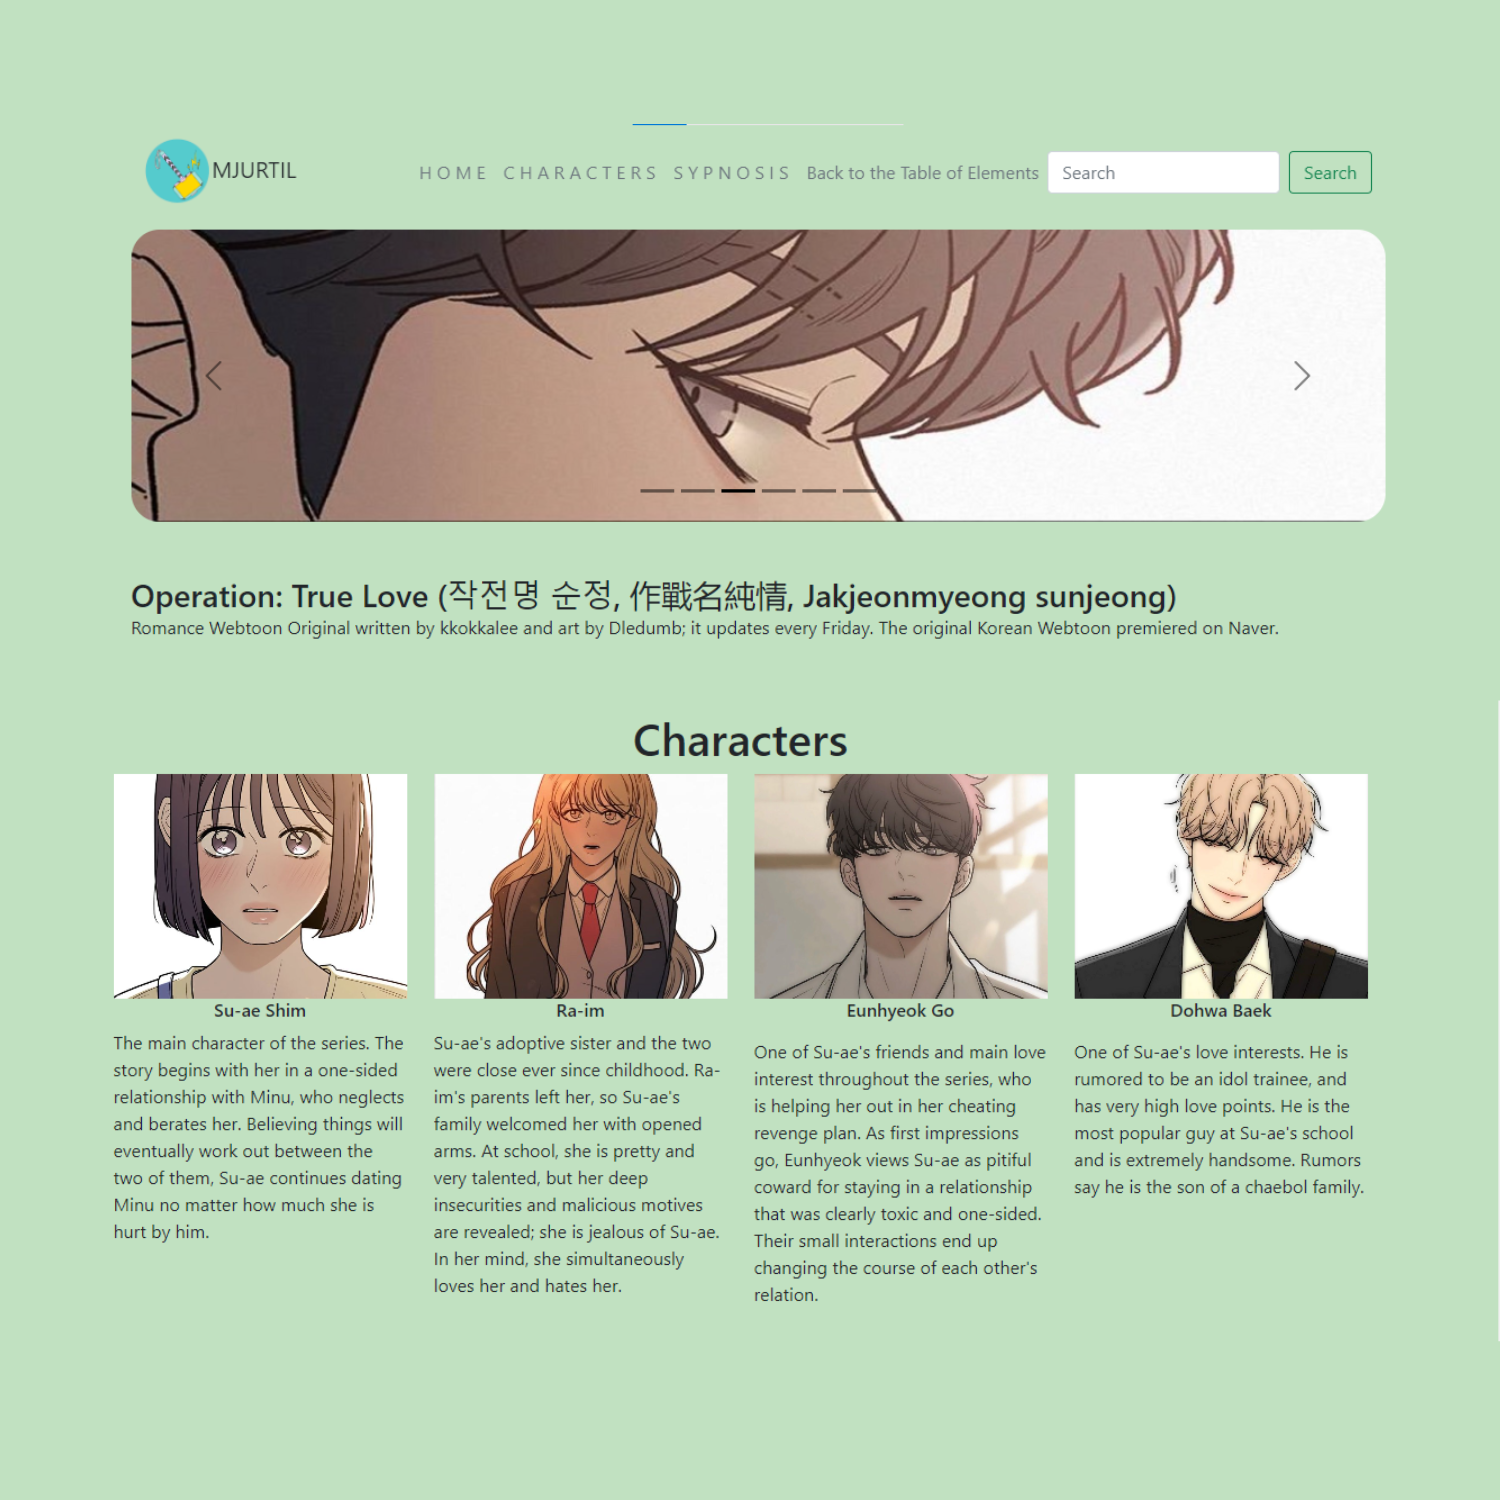 MJURTIL
HOME CHARACTERS SYPNOSIS Back to the Table of Elements Search Search
Operation: True Love (작전명 순정, 作戰名純情, Jakjeonmyeong sunjeong)
Romance Webtoon Original written by kkokkalee and art by Dledumb; it updates every Friday. The original Korean Webtoon premiered on Naver.
Characters
Su-ae Shim
The main character of the series. The
story begins with her in a one-sided
relationship with Minu, who neglects
and berates her. Believing things will
eventually work out between the
two of them, Su-ae continues dating
Minu no matter how much she is
hurt by him.
Ra-im
Su-ae's adoptive sister and the two
were close ever since childhood. Ra-
im's parents left her, so Su-ae's
family welcomed her with opened
arms. At school, she is pretty and
very talented, but her deep
insecurities and malicious motives
are revealed; she is jealous of Su-ae.
In her mind, she simultaneously
loves her and hates her.
Eunhyeok Go
One of Su-ae's friends and main love
interest throughout the series, who
is helping her out in her cheating
revenge plan. As first impressions
go, Eunhyeok views Su-ae as pitiful
coward for staying in a relationship
that was clearly toxic and one-sided.
Their small interactions end up
changing the course of each other's
relation.
Dohwa Baek
One of Su-ae's love interests. He is
rumored to be an idol trainee, and
has very high love points. He is the
most popular guy at Su-ae's school
and is extremely handsome. Rumors
say he is the son of a chaebol family.